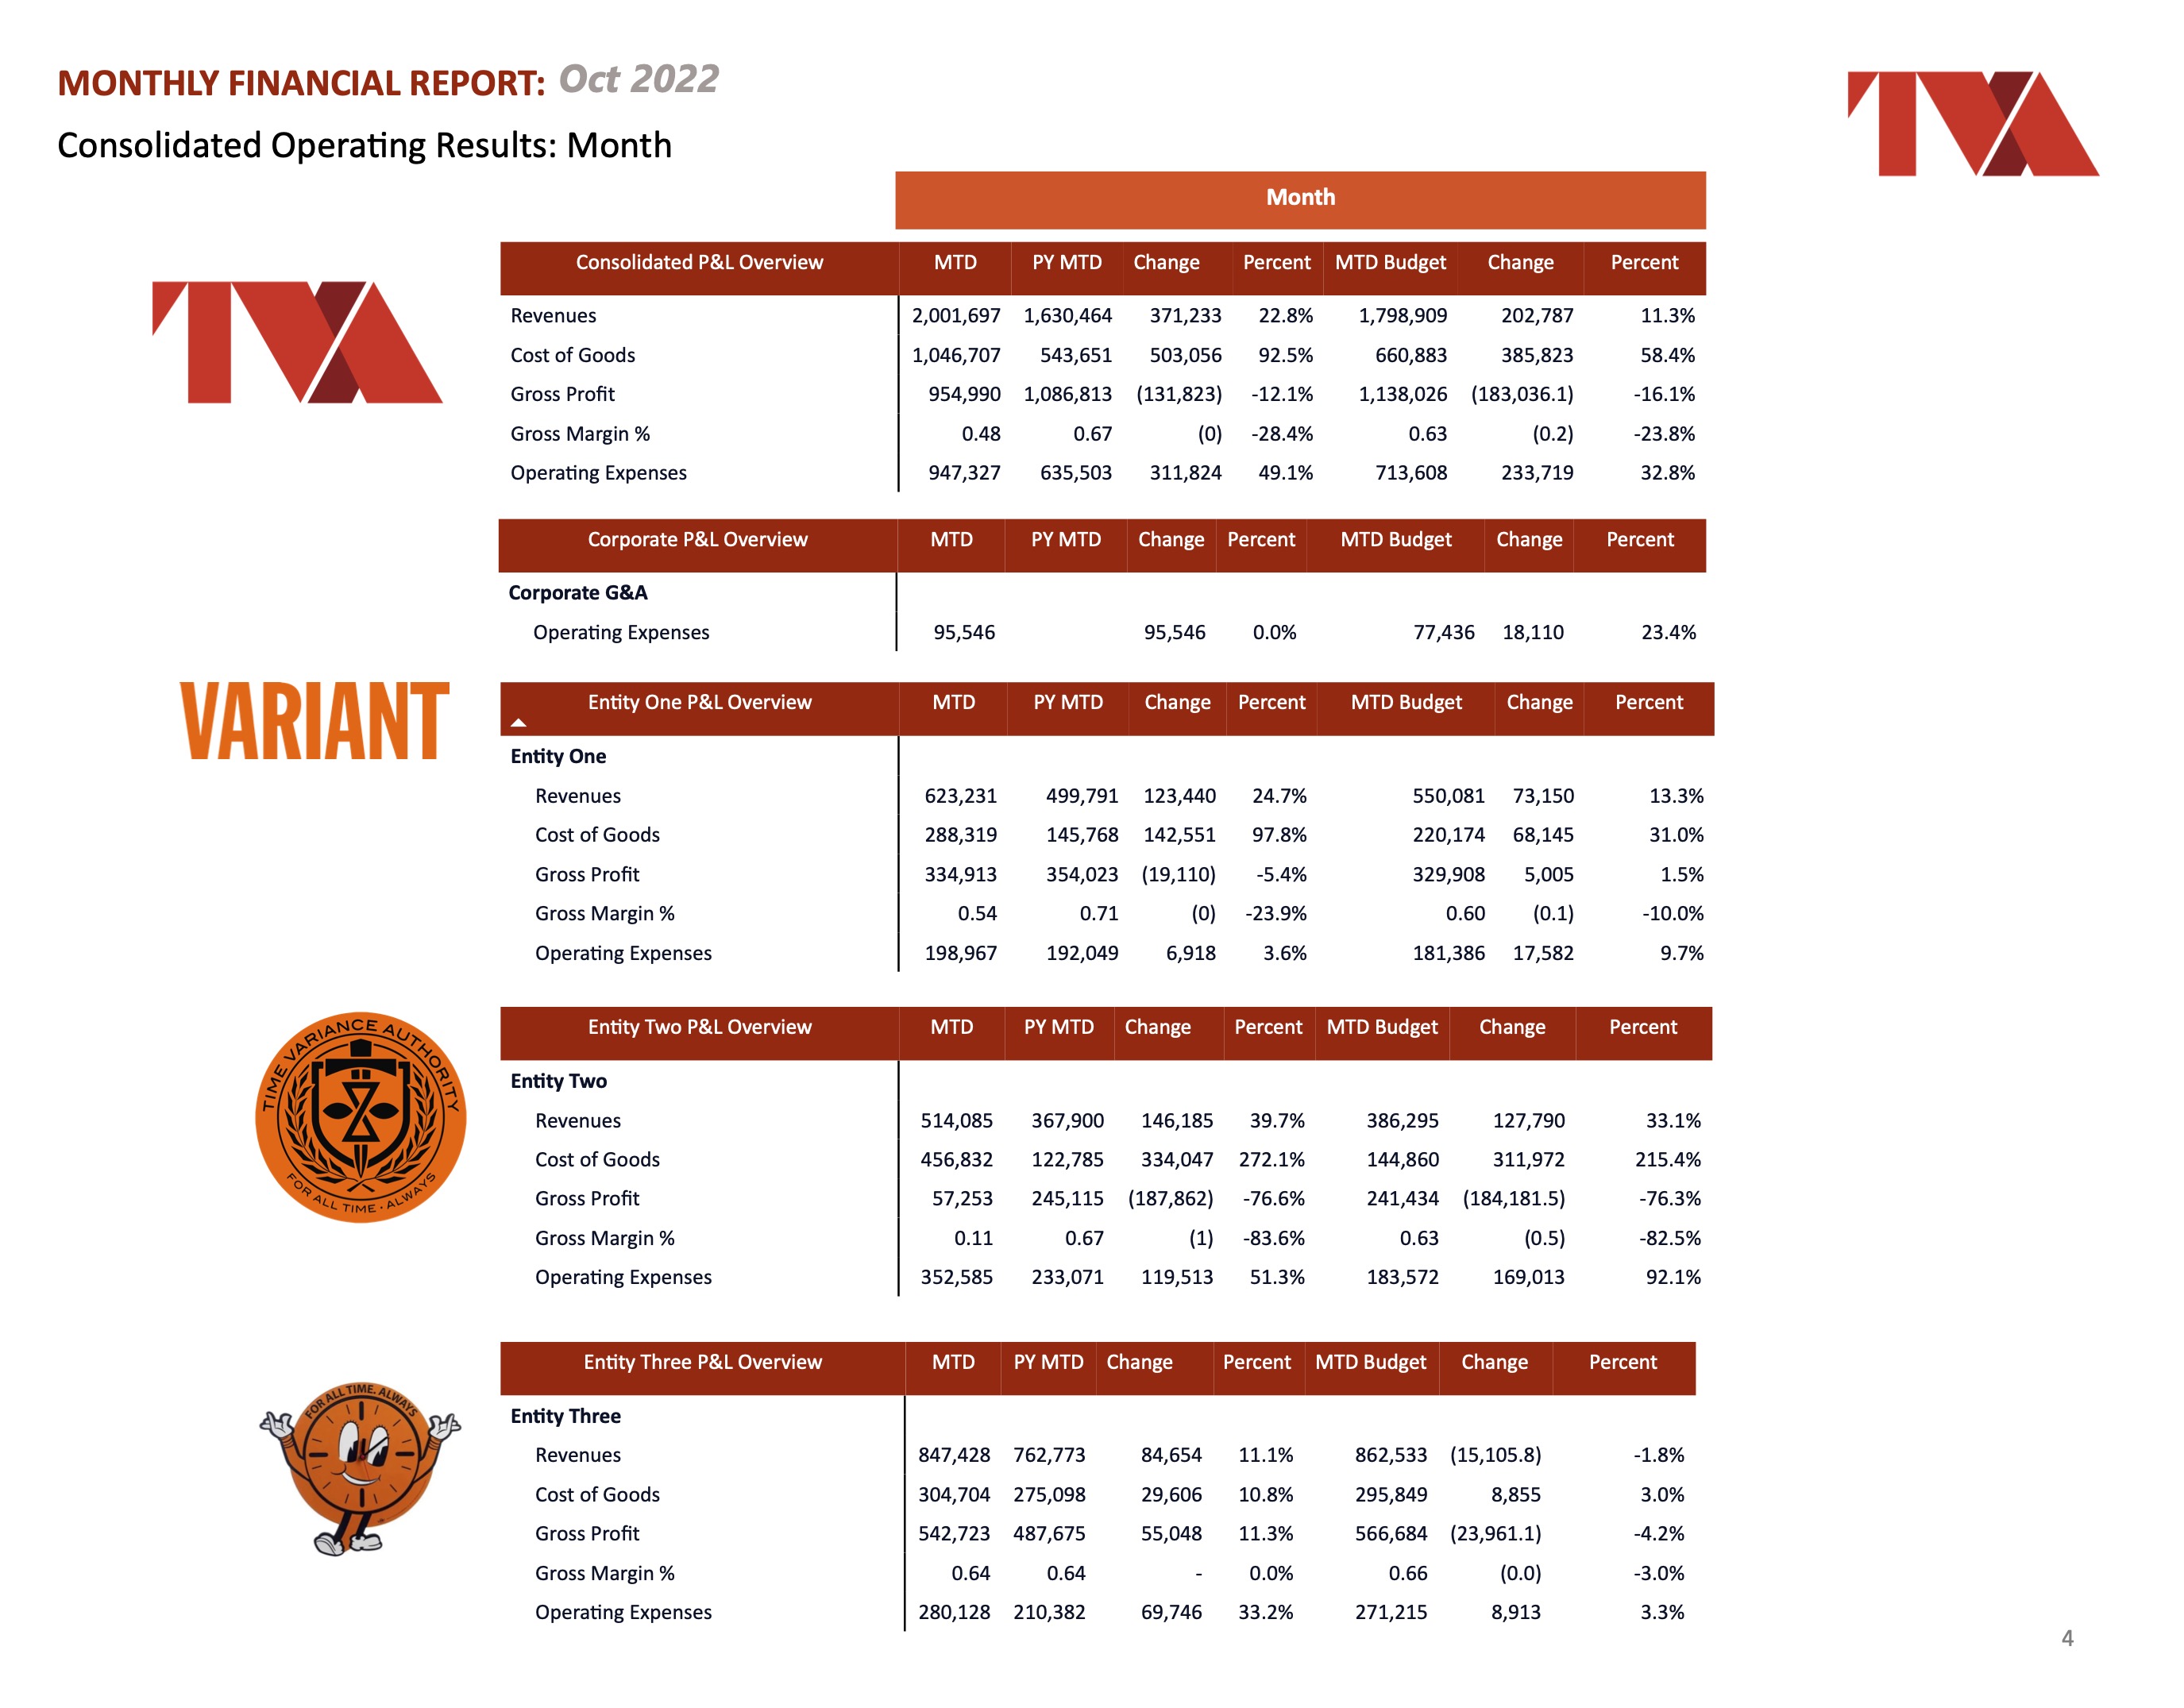 MONTHLY FINANCIAL REPORT: Oct 2022
TVA
Consolidated Operating Results: Month
Month
TVA
Consolidated P&L Overview MTD PY MTD Change Percent MTD Budget Change Percent
Revenues 2,001,697 1,630,464 371,233 22.8% 1,798,909 202,787 11.3%
Cost of Goods 1,046,707 543,651 503,056 92.5% 660,883 385,823 58.4%
Gross Profit 954,990 1,086,813 (131,823) -12.1% 1,138,026 (183,036.1) -16.1%
Gross Margin % 0.48 0.67 (0) -28.4% 0.63 (0.2) -23.8%
Operating Expenses 947,327 635,503 311,824 49.1% 713,608 233,719 32.8%
Corporate P&L Overview MTD PY MTD Change Percent MTD Budget Change Percent
Corporate G&A
Operating Expenses 95,546 95,546 0.0% 77,436 18,110 23.4%
VARIANT
Entity One P&L Overview MTD PY MTD Change Percent MTD Budget Change Percent
Entity One
Revenues 623,231 499,791 123,440 24.7% 550,081 73,150 13.3%
Cost of Goods 288,319 145,768 142,551 97.8% 220,174 68,145 31.0%
Gross Profit 334,913 354,023 (19,110) -5.4% 329,908 5,005 1.5%
Gross Margin % 0.54 0.71 (0) -23.9% 0.60 (0.1) -10.0%
Operating Expenses 198,967 192,049 6,918 3.6% 181,386 17,582 9.7%
TIME VARIANCE AUTHORITY
FOR ALL TIME · ALWAYS
Entity Two P&L Overview MTD PY MTD Change Percent MTD Budget Change Percent
Entity Two
Revenues 514,085 367,900 146,185 39.7% 386,295 127,790 33.1%
Cost of Goods 456,832 122,785 334,047 272.1% 144,860 311,972 215.4%
Gross Profit 57,253 245,115 (187,862) -76.6% 241,434 (184,181.5) -76.3%
Gross Margin % 0.11 0.67 (1) -83.6% 0.63 (0.5) -82.5%
Operating Expenses 352,585 233,071 119,513 51.3% 183,572 169,013 92.1%
FOR ALL TIME. ALWAYS
Entity Three P&L Overview MTD PY MTD Change Percent MTD Budget Change Percent
Entity Three
Revenues 847,428 762,773 84,654 11.1% 862,533 (15,105.8) -1.8%
Cost of Goods 304,704 275,098 29,606 10.8% 295,849 8,855 3.0%
Gross Profit 542,723 487,675 55,048 11.3% 566,684 (23,961.1) -4.2%
Gross Margin % 0.64 0.64 - 0.0% 0.66 (0.0) -3.0%
Operating Expenses 280,128 210,382 69,746 33.2% 271,215 8,913 3.3%
4